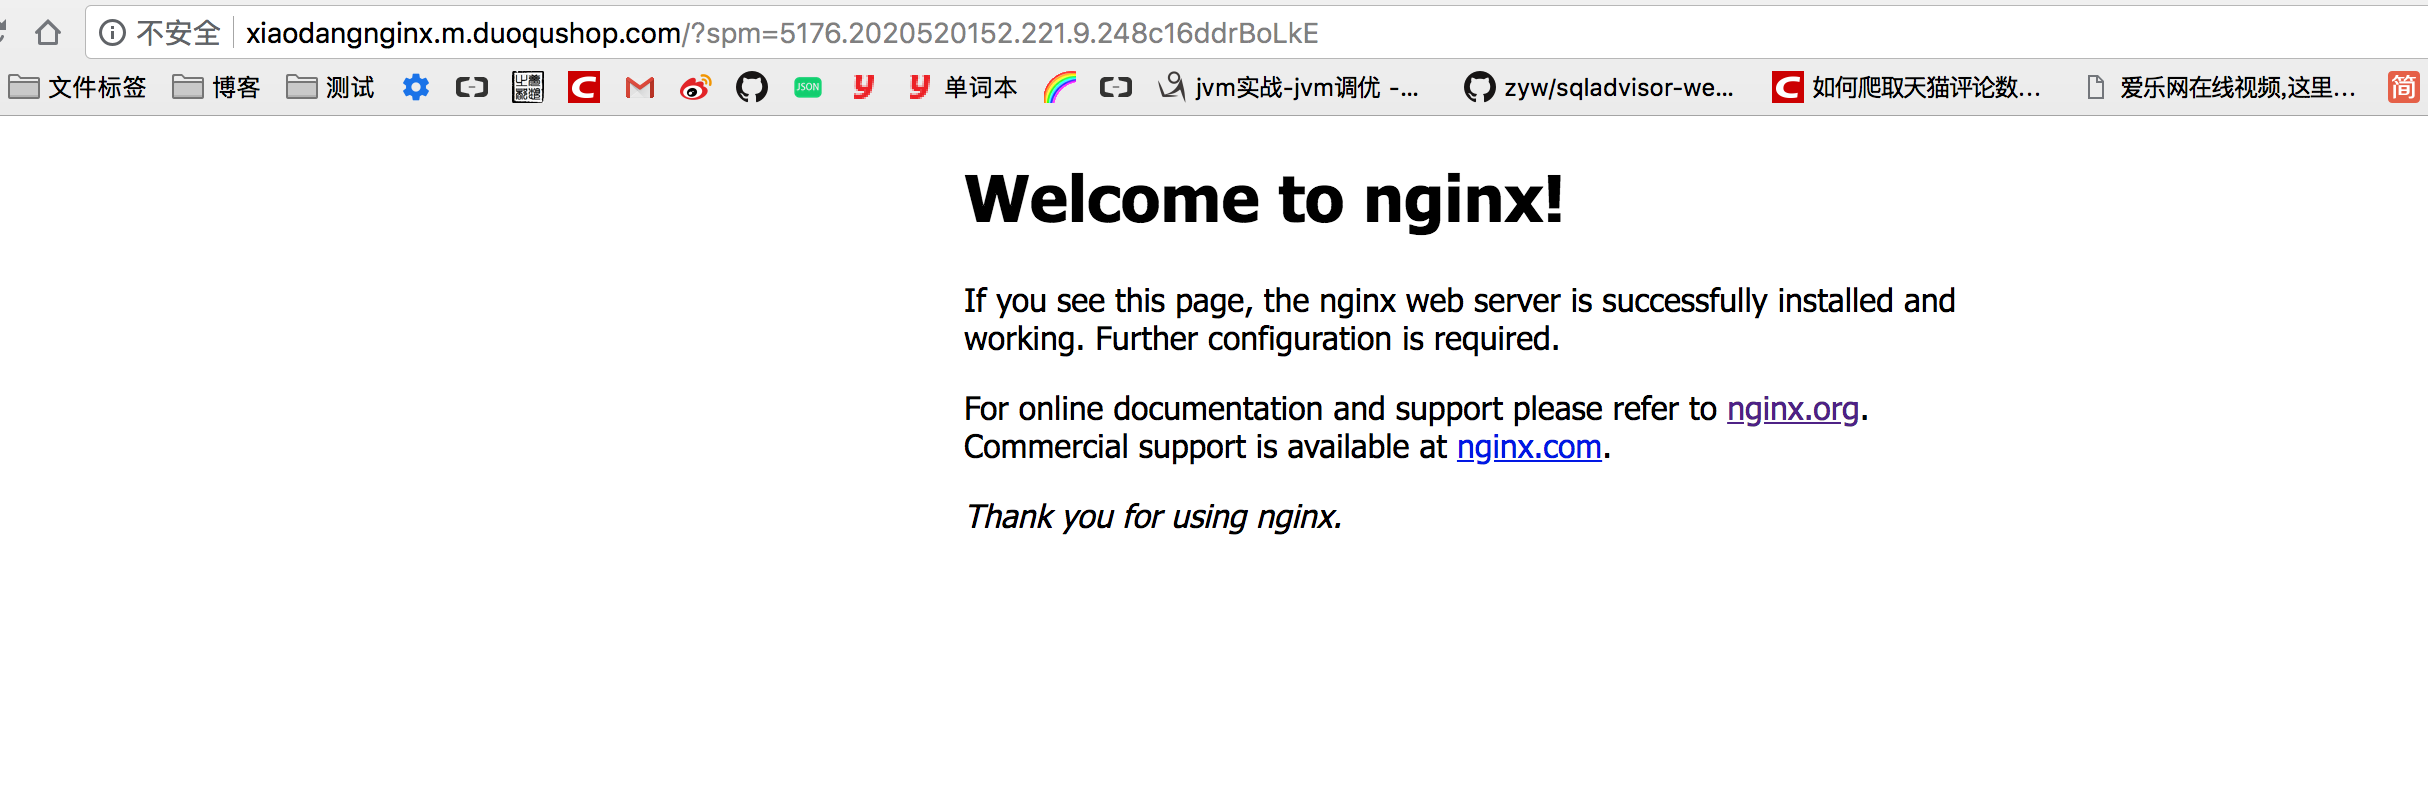 不安全 xiaodangnginx.m.duoqushop.com/?spm=5176.2020520152.221.9.248c16ddrBoLkE
文件标签 博客 测试 JSON 单词本 jvm实战-jvm调优 -... zyw/sqladvisor-we... 如何爬取天猫评论数... 爱乐网在线视频,这里... 简
Welcome to nginx!
If you see this page, the nginx web server is successfully installed and
working. Further configuration is required.
For online documentation and support please refer to nginx.org.
Commercial support is available at nginx.com.
Thank you for using nginx.